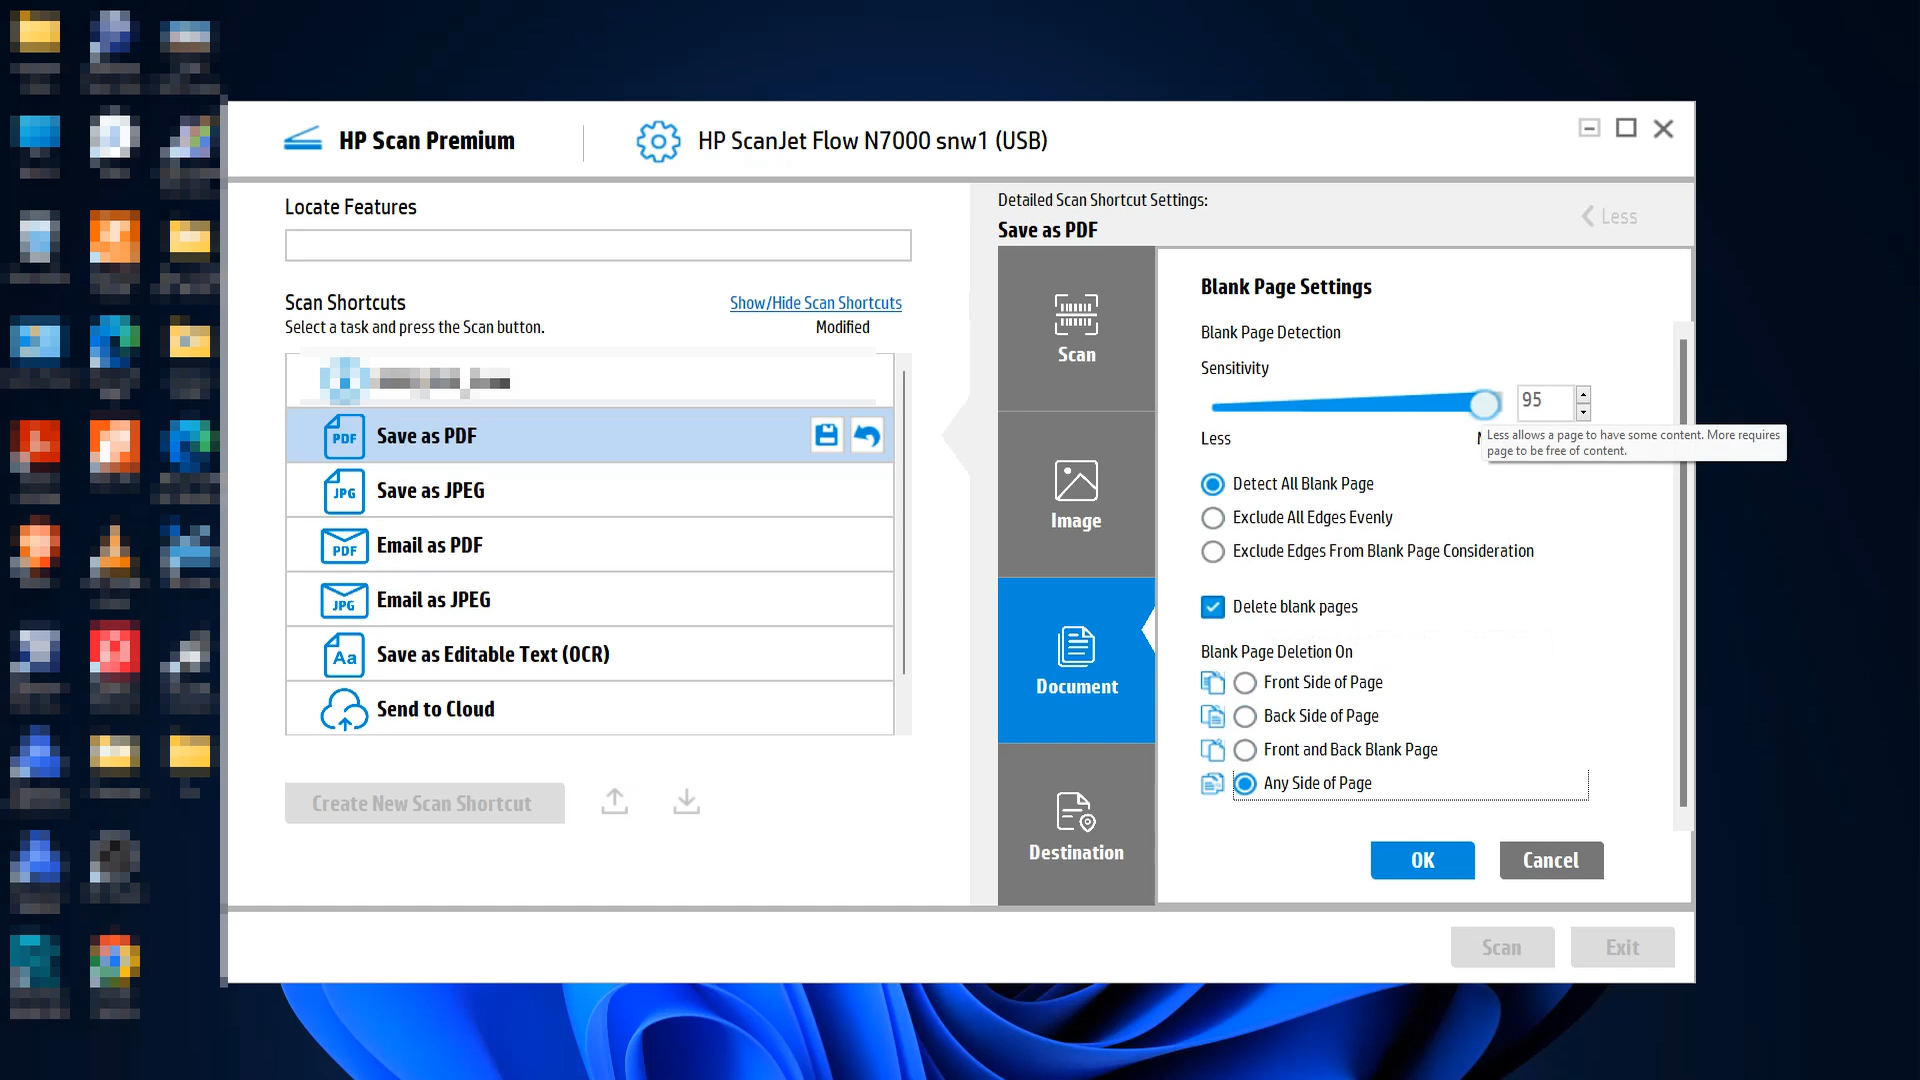 HP Scan Premium
HP ScanJet Flow N7000 snw1 (USB)
Locate Features
Scan Shortcuts
Show/Hide Scan Shortcuts
Select a task and press the Scan button.
Modified
PDF
Save as PDF
JPG
Save as JPEG
PDF
Email as PDF
JPG
Email as JPEG
Aa
Save as Editable Text (OCR)
Send to Cloud
Create New Scan Shortcut
Detailed Scan Shortcut Settings:
Save as PDF
Less
Scan
Image
Document
Destination
Blank Page Settings
Blank Page Detection
Sensitivity
95
Less
Less allows a page to have some content. More requires
page to be free of content.
Detect All Blank Page
Exclude All Edges Evenly
Exclude Edges From Blank Page Consideration
Delete blank pages
Blank Page Deletion On
Front Side of Page
Back Side of Page
Front and Back Blank Page
Any Side of Page
OK
Cancel
Scan
Exit